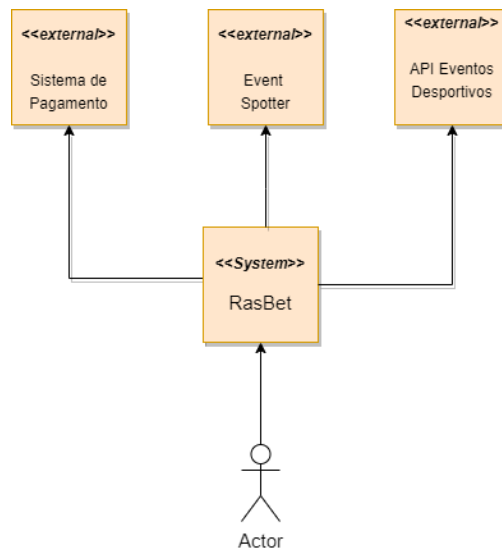 <<external>>
Sistema de
Pagamento
<<external>>
Event
Spotter
<<external>>
API Eventos
Desportivos
<<System>>
RasBet
Actor